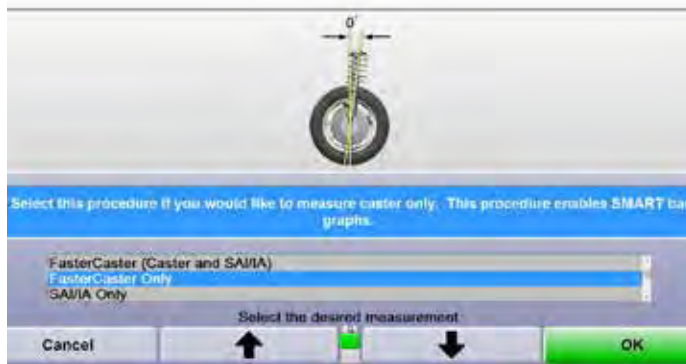 0°
Select this procedure if you would like to measure caster only. This procedure enables SMART
graphs.
FasterCaster (Caster and SAI/IA)
FasterCaster Only
SAI/IA Only
Select the desired measurement
Cancel
OK